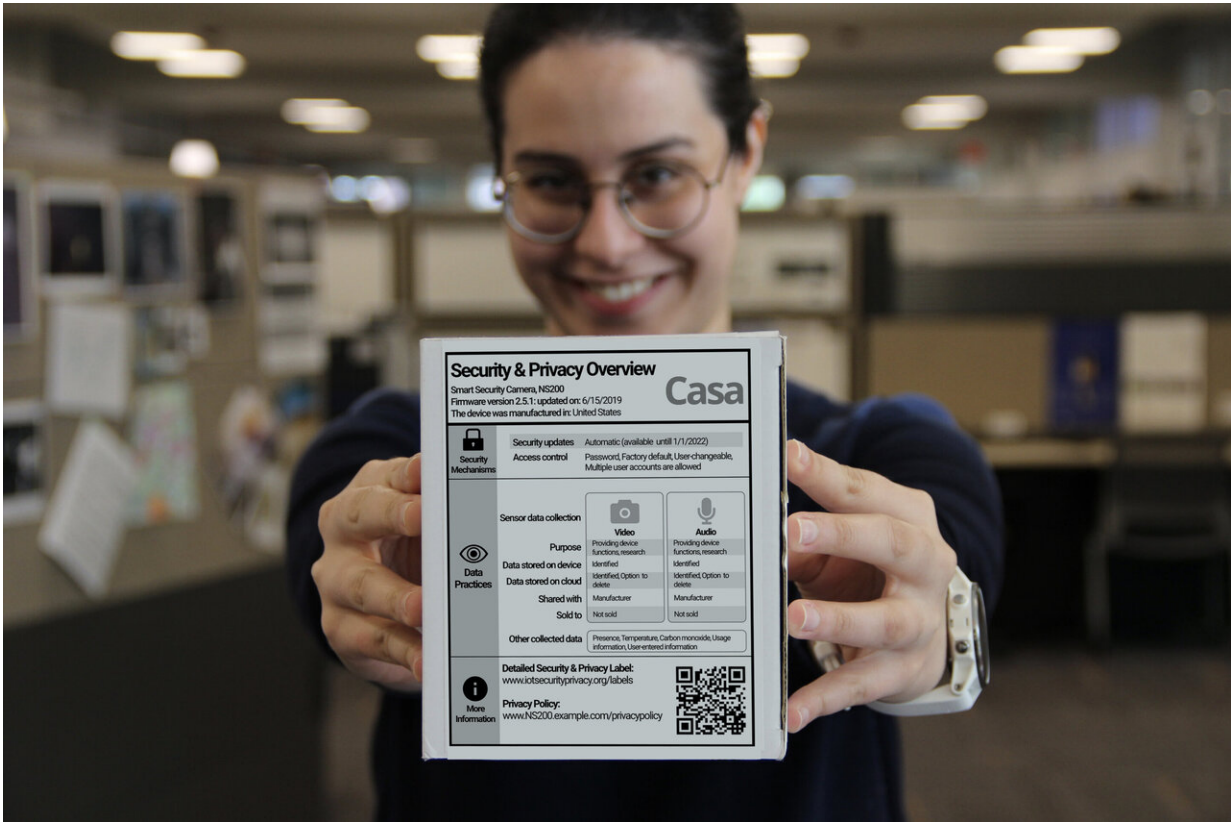 Security & Privacy Overview
Smart Security Camera, NS200
Firmware version 2.5.1: updated on: 6/15/2019
The device was manufactured in: United States
Casa
Security Mechanisms
Security updates Automatic (available untill 1/1/2022)
Access control Password, Factory default, User-changeable,
Multiple user accounts are allowed
Data Practices
Sensor data collection
Video Audio
Purpose Providing device functions, research Providing device functions, research
Data stored on device Identified Identified
Data stored on cloud Identified, Option to delete Identified, Option to delete
Shared with Manufacturer Manufacturer
Sold to Not sold Not sold
Other collected data Presence, Temperature, Carbon monoxide, Usage
information, User-entered information
More Information
Detailed Security & Privacy Label:
www.iotsecurityprivacy.org/labels
Privacy Policy:
www.NS200.example.com/privacypolicy